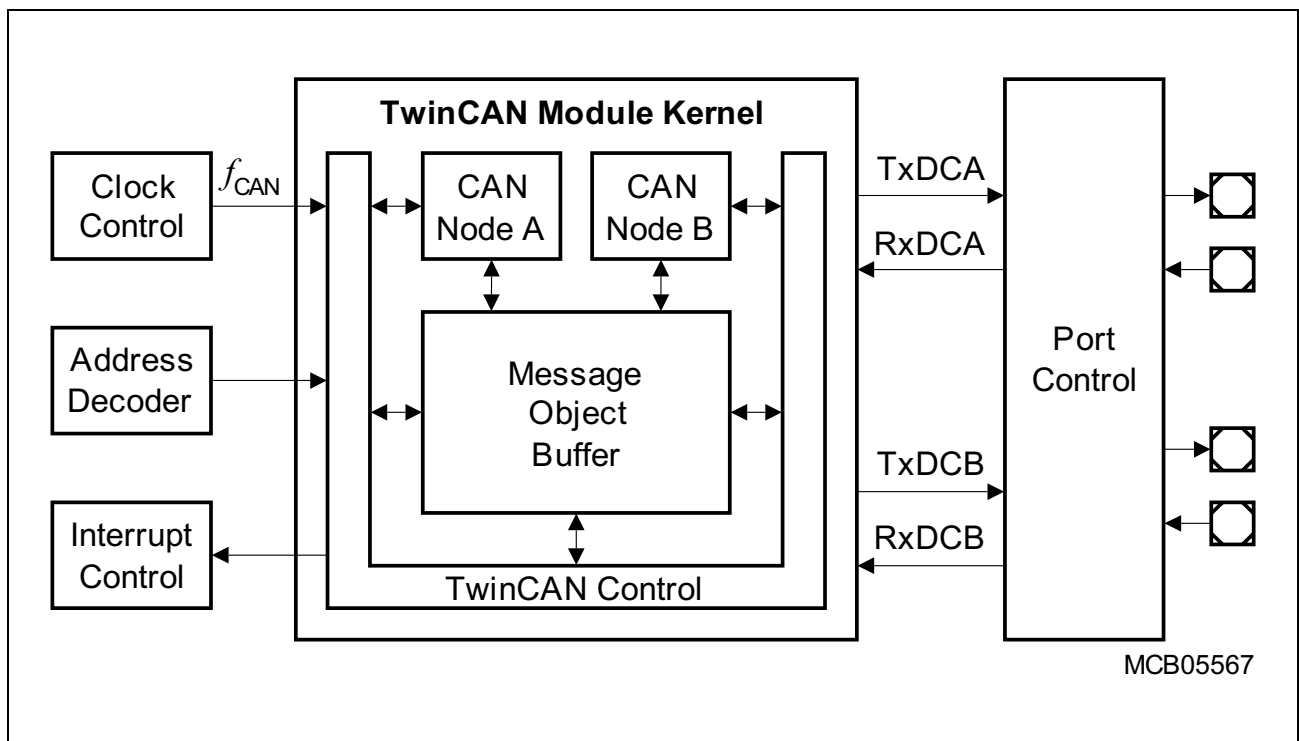 TwinCAN Module Kernel
Clock
Control
fCAN
CAN
Node A
CAN
Node B
TxDCA
RxDCA
Address
Decoder
Message
Object
Buffer
Port
Control
Interrupt
Control
TxDCB
RxDCB
TwinCAN Control
MCB05567